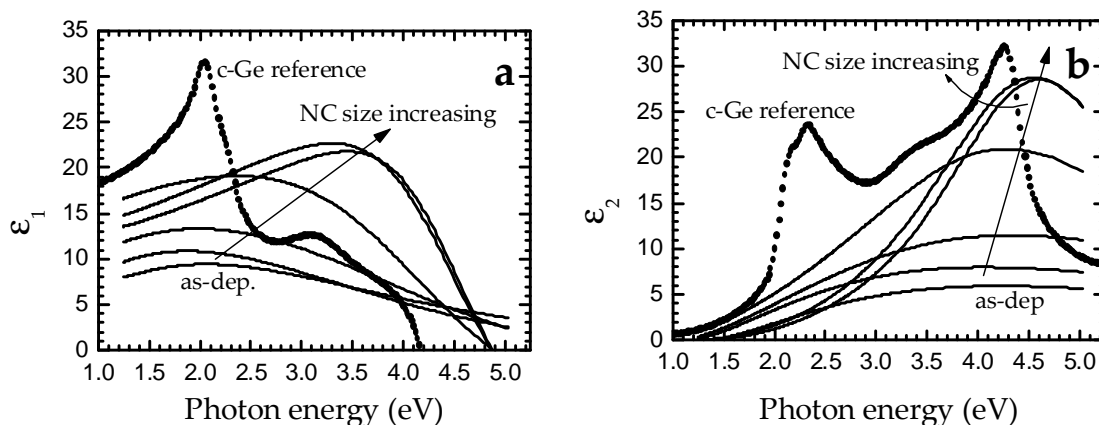 35
30
25
20
15
10
5
0
ε1
1.0 1.5 2.0 2.5 3.0 3.5 4.0 4.5 5.0
Photon energy (eV)
c-Ge reference
a
NC size increasing
as-dep.
35
30
25
20
15
10
5
0
ε2
1.0 1.5 2.0 2.5 3.0 3.5 4.0 4.5 5.0
Photon energy (eV)
NC size increasing
b
c-Ge reference
as-dep